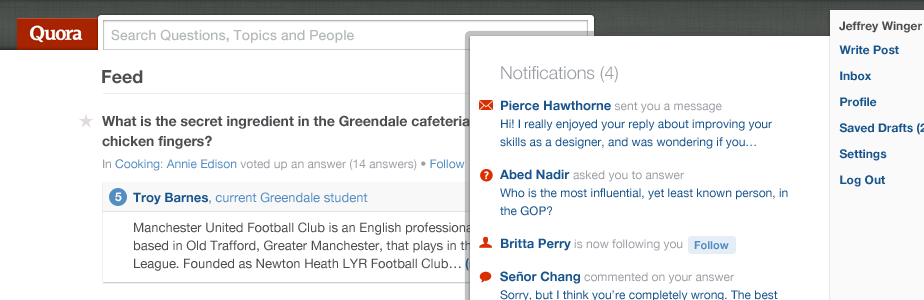 Quora
Search Questions, Topics and People
Feed
What is the secret ingredient in the Greendale cafeteria
chicken fingers?
In Cooking: Annie Edison voted up an answer (14 answers) • Follow
5 Troy Barnes, current Greendale student
Manchester United Football Club is an English professiona
based in Old Trafford, Greater Manchester, that plays in th
League. Founded as Newton Heath LYR Football Club… (
Notifications (4)
Pierce Hawthorne sent you a message
Hi! I really enjoyed your reply about improving your
skills as a designer, and was wondering if you…
Abed Nadir asked you to answer
Who is the most influential, yet least known person, in
the GOP?
Britta Perry is now following you Follow
Señor Chang commented on your answer
Sorry, but I think you're completely wrong. The best
Jeffrey Winger
Write Post
Inbox
Profile
Saved Drafts (2
Settings
Log Out